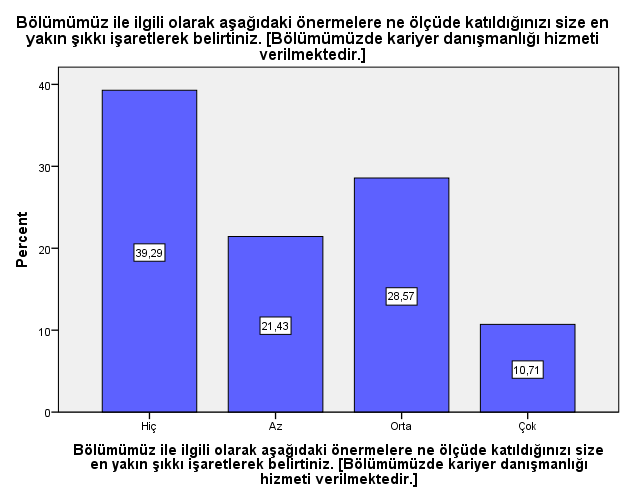 Bölümümüz ile ilgili olarak aşağıdaki önermelere ne ölçüde katıldığınızı size en
yakın şıkkı işaretlerek belirtiniz. [Bölümümüzde kariyer danışmanlığı hizmeti
verilmektedir.]
40
30
20
10
0
Percent
39,29
21,43
28,57
10,71
Hiç
Az
Orta
Çok
Bölümümüz ile ilgili olarak aşağıdaki önermelere ne ölçüde katıldığınızı size
en yakın şıkkı işaretlerek belirtiniz. [Bölümümüzde kariyer danışmanlığı
hizmeti verilmektedir.]